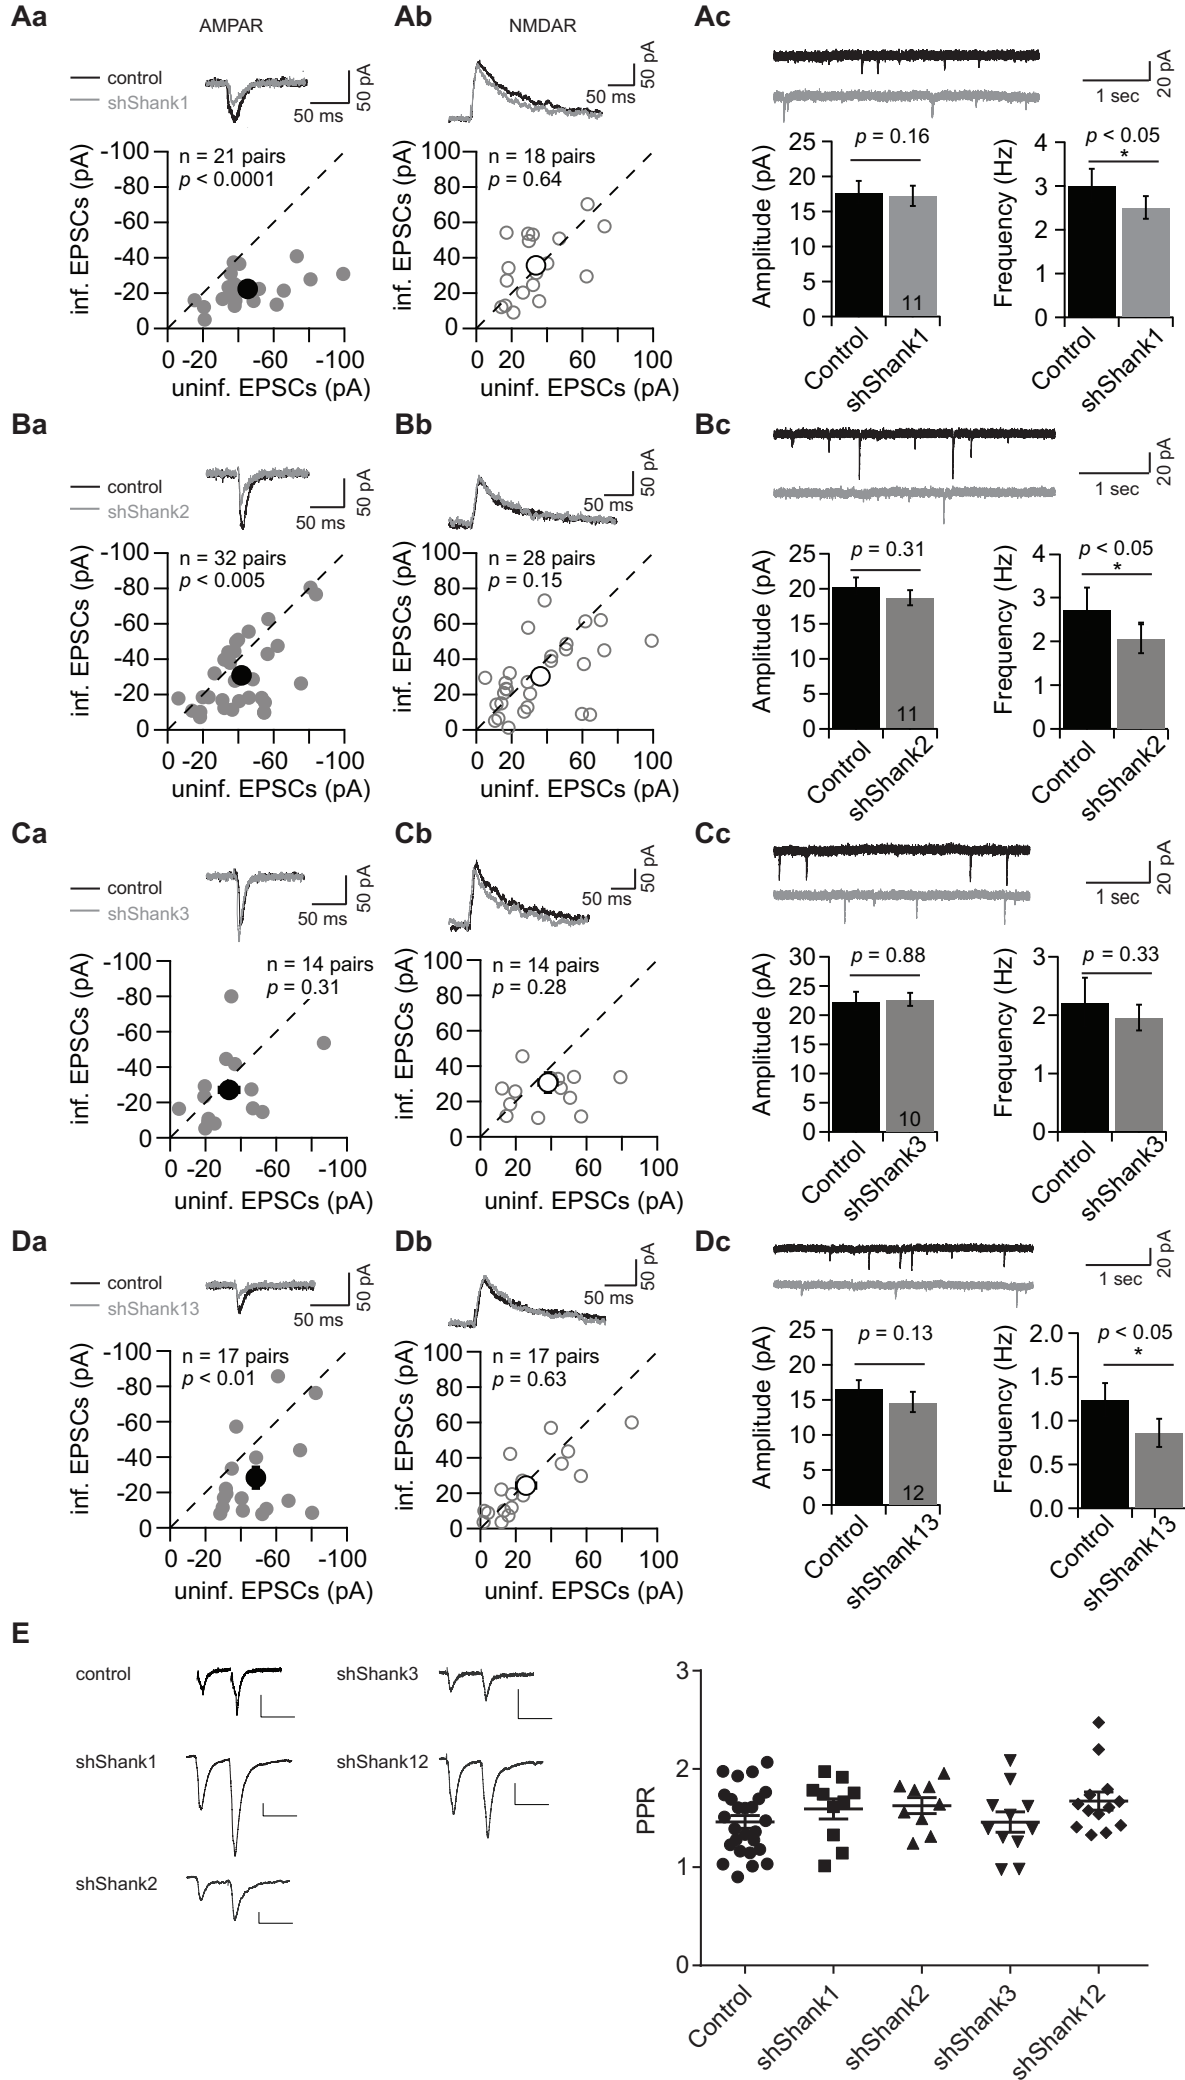 Aa
AMPAR
control
shShank1
50 ms
50 pA
n = 21 pairs
p < 0.0001
inf. EPSCs (pA)
-100
-80
-60
-40
-20
0
0 -20 -60 -100
uninf. EPSCs (pA)
Ab
NMDAR
50 ms
50 pA
n = 18 pairs
p = 0.64
inf. EPSCs (pA)
100
80
60
40
20
0
0 20 60 100
uninf. EPSCs (pA)
Ac
1 sec
20 pA
p = 0.16
Amplitude (pA)
25
20
15
10
5
0
11
Control
shShank1
p < 0.05
*
Frequency (Hz)
4
3
2
1
0
Control
shShank1
Ba
control
shShank2
50 ms
50 pA
n = 32 pairs
p < 0.005
inf. EPSCs (pA)
-100
-80
-60
-40
-20
0
0 -20 -60 -100
uninf. EPSCs (pA)
Bb
50 ms
50 pA
n = 28 pairs
p = 0.15
inf. EPSCs (pA)
100
80
60
40
20
0
0 20 60 100
uninf. EPSCs (pA)
Bc
1 sec
20 pA
p = 0.31
Amplitude (pA)
25
20
15
10
5
0
11
Control
shShank2
p < 0.05
*
Frequency (Hz)
4
3
2
1
0
Control
shShank2
Ca
control
shShank3
50 ms
50 pA
n = 14 pairs
p = 0.31
inf. EPSCs (pA)
-100
-80
-60
-40
-20
0
0 -20 -60 -100
uninf. EPSCs (pA)
Cb
50 ms
50 pA
n = 14 pairs
p = 0.28
inf. EPSCs (pA)
100
80
60
40
20
0
0 20 60 100
uninf. EPSCs (pA)
Cc
1 sec
20 pA
p = 0.88
Amplitude (pA)
30
25
20
15
10
5
0
10
Control
shShank3
p = 0.33
Frequency (Hz)
3
2
1
0
Control
shShank3
Da
control
shShank13
50 ms
50 pA
n = 17 pairs
p < 0.01
inf. EPSCs (pA)
-100
-80
-60
-40
-20
0
0 -20 -60 -100
uninf. EPSCs (pA)
Db
50 ms
50 pA
n = 17 pairs
p = 0.63
inf. EPSCs (pA)
100
80
60
40
20
0
0 20 60 100
uninf. EPSCs (pA)
Dc
1 sec
20 pA
p = 0.13
Amplitude (pA)
25
20
15
10
5
0
12
Control
shShank13
p < 0.05
*
Frequency (Hz)
2.0
1.5
1.0
0.5
0.0
Control
shShank13
E
control
shShank3
shShank1
shShank12
shShank2
PPR
3
2
1
0
Control
shShank1
shShank2
shShank3
shShank12